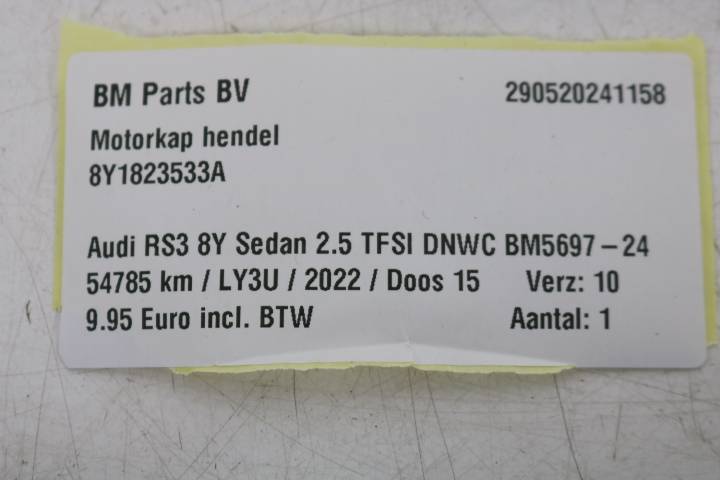 BM Parts BV 290520241158
Motorkap hendel
8Y1823533A
Audi RS3 8Y Sedan 2.5 TFSI DNWC BM5697-24
54785 km / LY3U / 2022 / Doos 15 Verz: 10
9.95 Euro incl. BTW Aantal: 1